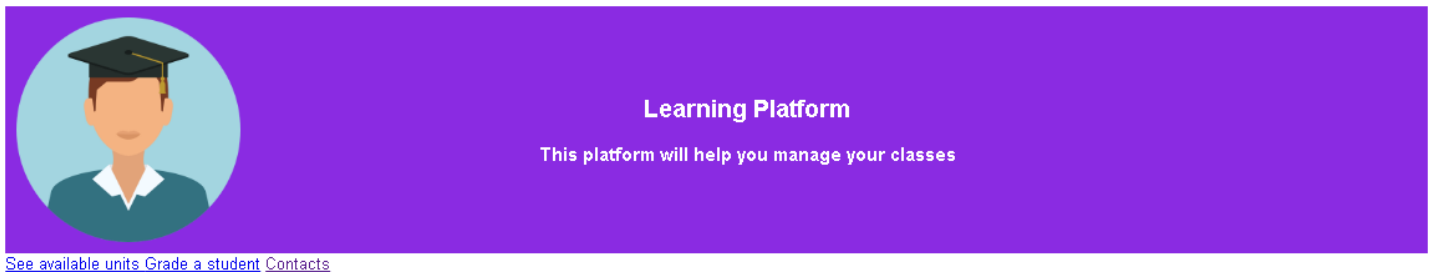 Learning Platform
This platform will help you manage your classes
See available units Grade a student Contacts